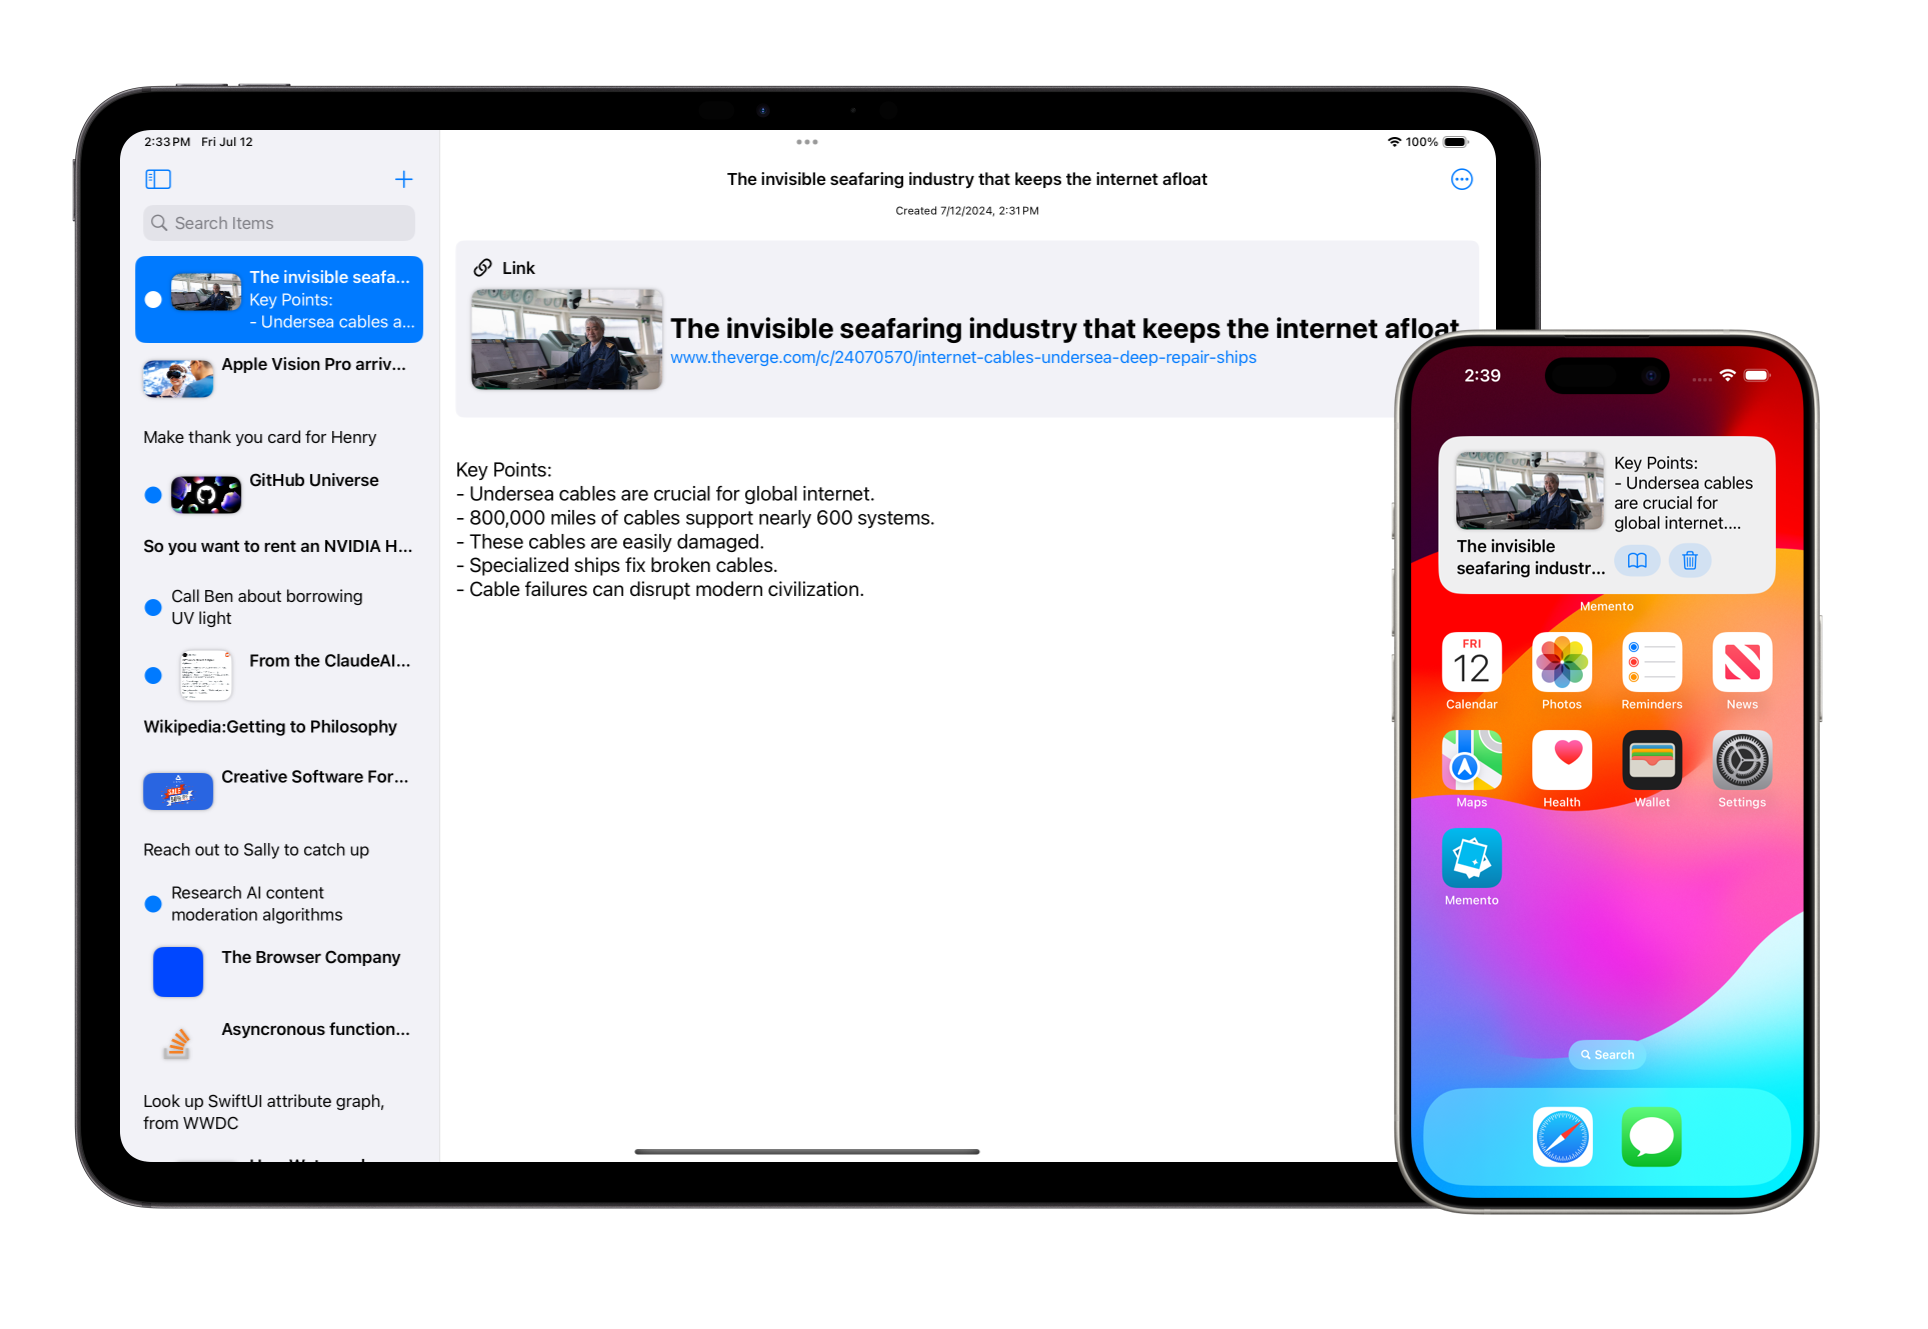 2:33 PM Fri Jul 12
100%
Search Items
The invisible seafa...
Key Points:
- Undersea cables a...
Apple Vision Pro arriv...
Make thank you card for Henry
GitHub Universe
So you want to rent an NVIDIA H...
Call Ben about borrowing
UV light
From the ClaudeAI...
Wikipedia:Getting to Philosophy
SALE
Creative Software For...
Reach out to Sally to catch up
Research AI content
moderation algorithms
The Browser Company
Asyncronous function...
Look up SwiftUI attribute graph,
from WWDC
The invisible seafaring industry that keeps the internet afloat
Created 7/12/2024, 2:31 PM
Link
The invisible seafaring industry that keeps the internet afloat
www.theverge.com/c/24070570/internet-cables-undersea-deep-repair-ships
Key Points:
- Undersea cables are crucial for global internet.
- 800,000 miles of cables support nearly 600 systems.
- These cables are easily damaged.
- Specialized ships fix broken cables.
- Cable failures can disrupt modern civilization.
2:39
Key Points:
- Undersea cables
are crucial for
global internet....
The invisible
seafaring industr...
Memento
FRI
12
Calendar
Photos
Reminders
News
Maps
Health
Wallet
Settings
Memento
Search